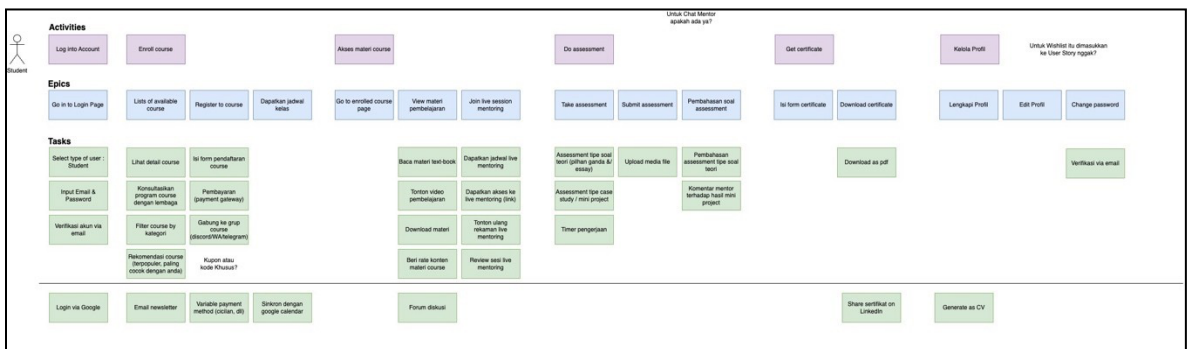 Untuk Chat Mentor
apakah ada ya?
Activities
Student
Log into Account
Enroll course
Akses materi course
Do assessment
Get certificate
Kelola Profil
Untuk Wishlist itu dimasukkan
ke User Story nggak?
Epics
Go in to Login Page
Lists of available
course
Register to course
Dapatkan jadwal
kelas
Go to enrolled course
page
View materi
pembelajaran
Join live session
mentoring
Take assessment
Submit assessment
Pembahasan soal
assessment
Isi form certificate
Download certificate
Lengkapi Profil
Edit Profil
Change password
Tasks
Select type of user :
Student
Lihat detail course
Isi form pendaftaran
course
Baca materi text-book
Dapatkan jadwal live
mentoring
Assessment tipe soal
teori (pilhan ganda &/
essay)
Upload media file
Pembahasan
assessment tipe soal
teori
Download as pdf
Verifikasi via email
Input Email &
Password
Konsultasikan
program course
dengan lembaga
Pembayaran
(payment gateway)
Tonton video
pembelajaran
Dapatkan akses ke
live mentoring (link)
Assessment tipe case
study / mini project
Komentar mentor
terhadap hasil mini
project
Verifikasi akun via
email
Filter course by
kategori
Gabung ke grup
course
(discord/WA/telegram)
Download materi
Tonton ulang
rekaman live
mentoring
Timer pengerjaan
Rekomendasi course
(terpopuler, paling
cocok dengan anda)
Kupon atau
kode Khusus?
Beri rate konten
materi course
Review sesi live
mentoring
Login via Google
Email newsletter
Variable payment
method (cicilan, dll)
Sinkron dengan
google calendar
Forum diskusi
Share sertifikat on
LinkedIn
Generate as CV